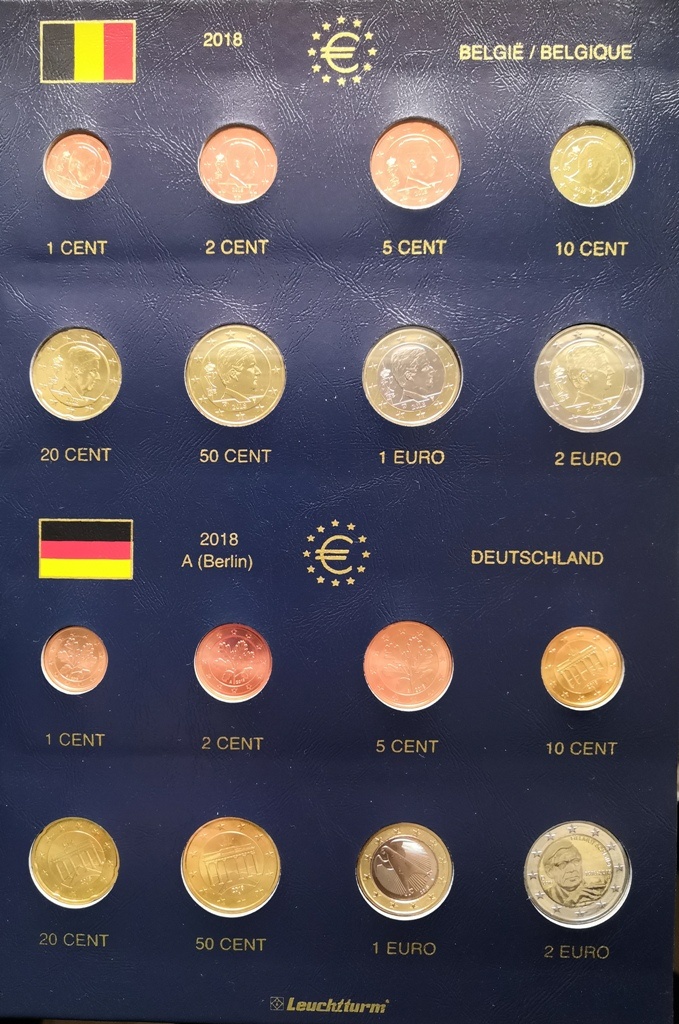 2018
BELGIË / BELGIQUE
1 CENT
2 CENT
5 CENT
10 CENT
20 CENT
50 CENT
1 EURO
2 EURO
2018
A (Berlin)
DEUTSCHLAND
1 CENT
2 CENT
5 CENT
10 CENT
20 CENT
50 CENT
1 EURO
2 EURO
Leuchtturm